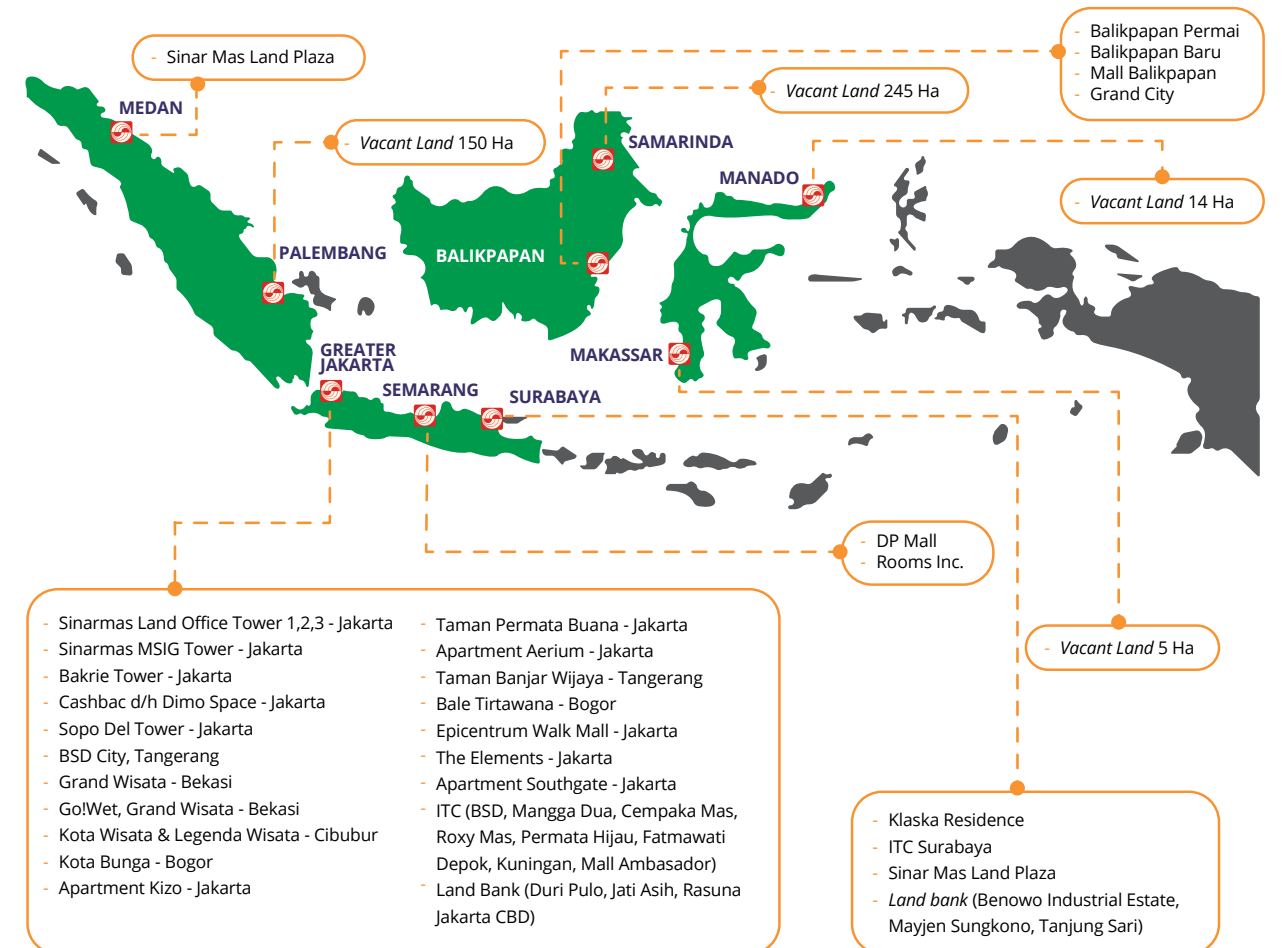 - Sinar Mas Land Plaza
MEDAN
- Vacant Land 150 Ha
PALEMBANG
- Vacant Land 245 Ha
SAMARINDA
- Balikpapan Permai
- Balikpapan Baru
- Mall Balikpapan
- Grand City
BALIKPAPAN
MANADO
- Vacant Land 14 Ha
GREATER
JAKARTA
SEMARANG
SURABAYA
MAKASSAR
- DP Mall
- Rooms Inc.
- Vacant Land 5 Ha
- Sinarmas Land Office Tower 1,2,3 - Jakarta
- Sinarmas MSIG Tower - Jakarta
- Bakrie Tower - Jakarta
- Cashbac d/h Dimo Space - Jakarta
- Sopo Del Tower - Jakarta
- BSD City, Tangerang
- Grand Wisata - Bekasi
- Go!Wet, Grand Wisata - Bekasi
- Kota Wisata & Legenda Wisata - Cibubur
- Kota Bunga - Bogor
- Apartment Kizo - Jakarta
- Taman Permata Buana - Jakarta
- Apartment Aerium - Jakarta
- Taman Banjar Wijaya - Tangerang
- Bale Tirtawana - Bogor
- Epicentrum Walk Mall - Jakarta
- The Elements - Jakarta
- Apartment Southgate - Jakarta
- ITC (BSD, Mangga Dua, Cempaka Mas,
Roxy Mas, Permata Hijau, Fatmawati
Depok, Kuningan, Mall Ambasador)
- Land Bank (Duri Pulo, Jati Asih, Rasuna
Jakarta CBD)
- Klaska Residence
- ITC Surabaya
- Sinar Mas Land Plaza
- Land bank (Benowo Industrial Estate,
Mayjen Sungkono, Tanjung Sari)